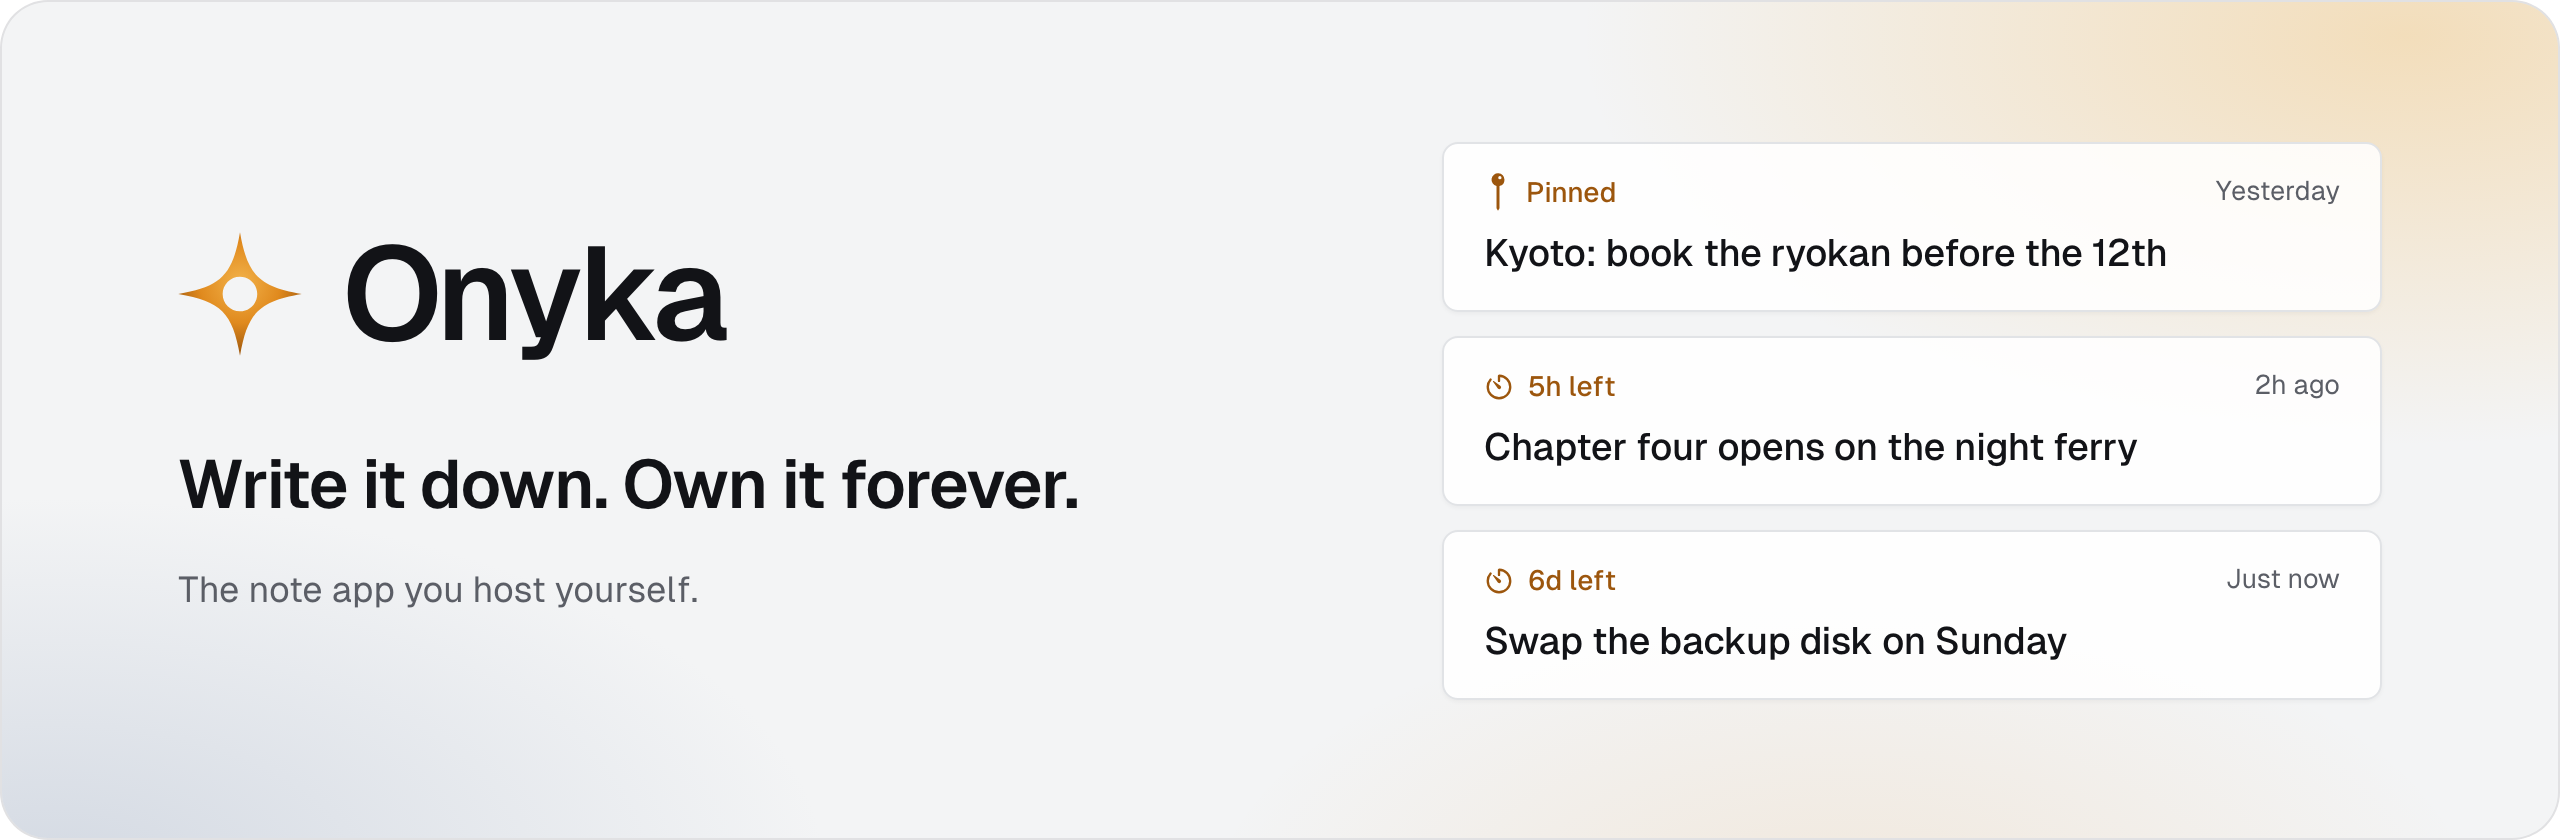 Onyka
Write it down. Own it forever.
The note app you host yourself.
Pinned
Yesterday
Kyoto: book the ryokan before the 12th
5h left
2h ago
Chapter four opens on the night ferry
6d left
Just now
Swap the backup disk on Sunday